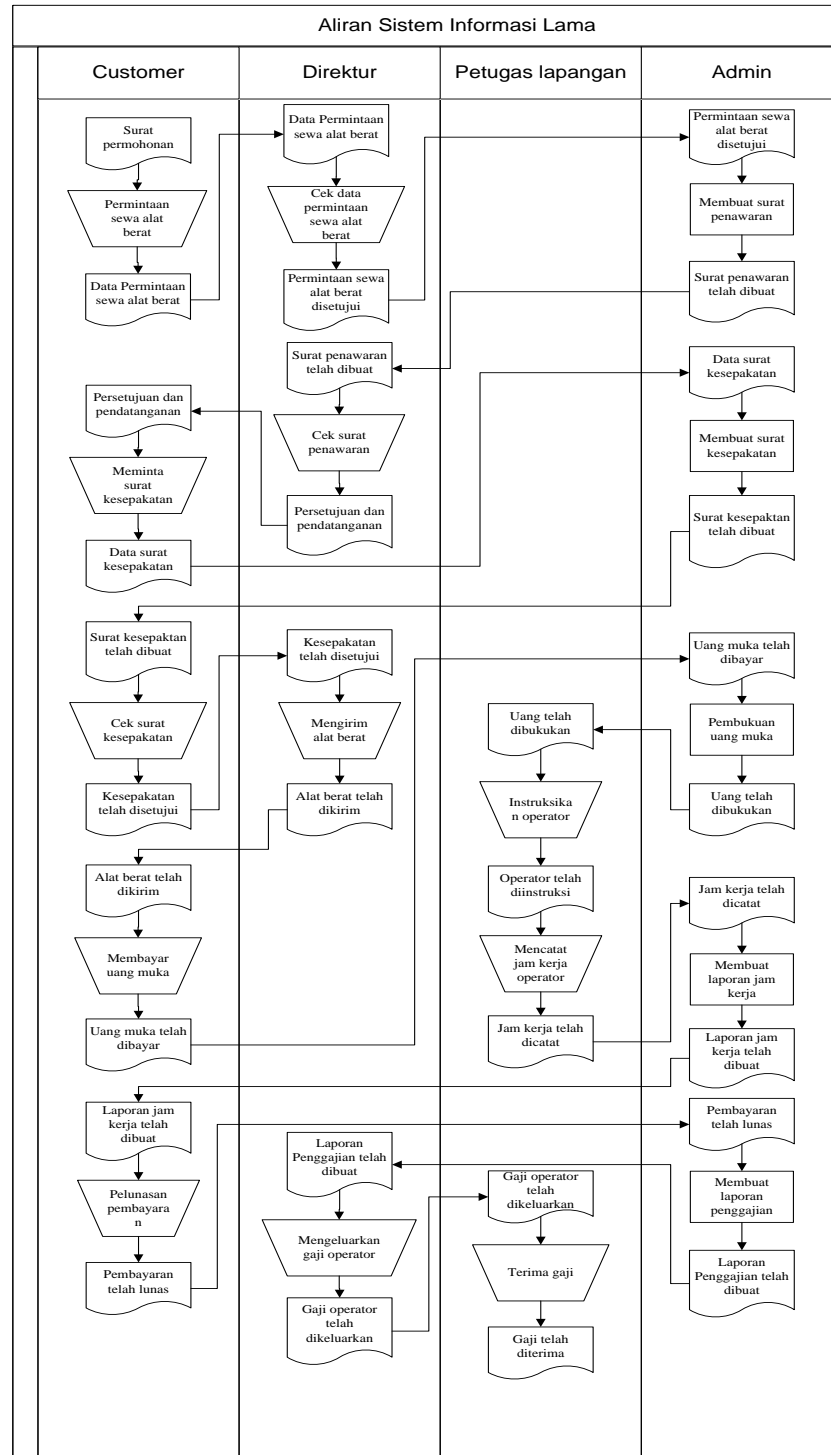 Aliran Sistem Informasi Lama
Customer
Direktur
Petugas lapangan
Admin
Surat
permohonan
Permintaan
sewa alat
berat
Data Permintaan
sewa alat berat
Data Permintaan
sewa alat berat
Cek data
permintaan
sewa alat
berat
Permintaan sewa
alat berat
disetujui
Permintaan sewa
alat berat
disetujui
Membuat surat
penawaran
Surat penawaran
telah dibuat
Surat penawaran
telah dibuat
Cek surat
penawaran
Persetujuan dan
pendatanganan
Persetujuan dan
pendatanganan
Meminta
surat
kesepakatan
Data surat
kesepakatan
Data surat
kesepakatan
Membuat surat
kesepakatan
Surat kesepaktan
telah dibuat
Surat kesepaktan
telah dibuat
Cek surat
kesepakatan
Kesepakatan
telah disetujui
Kesepakatan
telah disetujui
Mengirim
alat berat
Alat berat telah
dikirim
Alat berat telah
dikirim
Membayar
uang muka
Uang muka telah
dibayar
Uang muka telah
dibayar
Pembukuan
uang muka
Uang telah
dibukukan
Uang telah
dibukukan
Instruksika
n operator
Operator telah
diinstruksi
Mencatat
jam kerja
operator
Jam kerja telah
dicatat
Jam kerja telah
dicatat
Membuat
laporan jam
kerja
Laporan jam
kerja telah
dibuat
Laporan jam
kerja telah
dibuat
Pelunasan
pembayara
n
Pembayaran
telah lunas
Pembayaran
telah lunas
Membuat
laporan
penggajian
Laporan
Penggajian telah
dibuat
Laporan
Penggajian telah
dibuat
Mengeluarkan
gaji operator
Gaji operator
telah
dikeluarkan
Gaji operator
telah
dikeluarkan
Terima gaji
Gaji telah
diterima